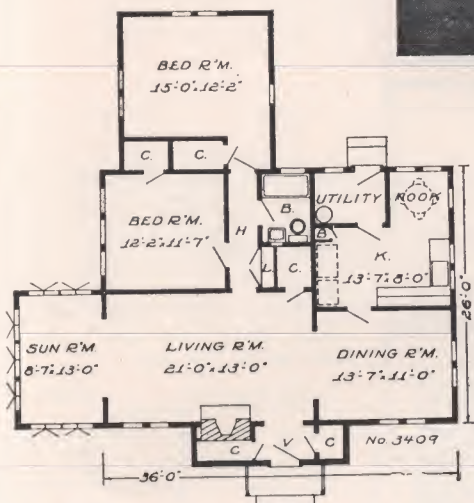 BED R'M.
15'-0"x12'-2"
C.
C.
BED R'M.
12'-2"x11'-7"
H
B.
UTILITY
NOOK
B
L.
C.
K.
13'-7"x8'-0"
26'-0"
SUN R'M.
8'-7"x13'-0"
LIVING R'M.
21'-0"x13'-0"
DINING R'M.
13'-7"x11'-0"
C
V
C
No. 3409
36'-0"